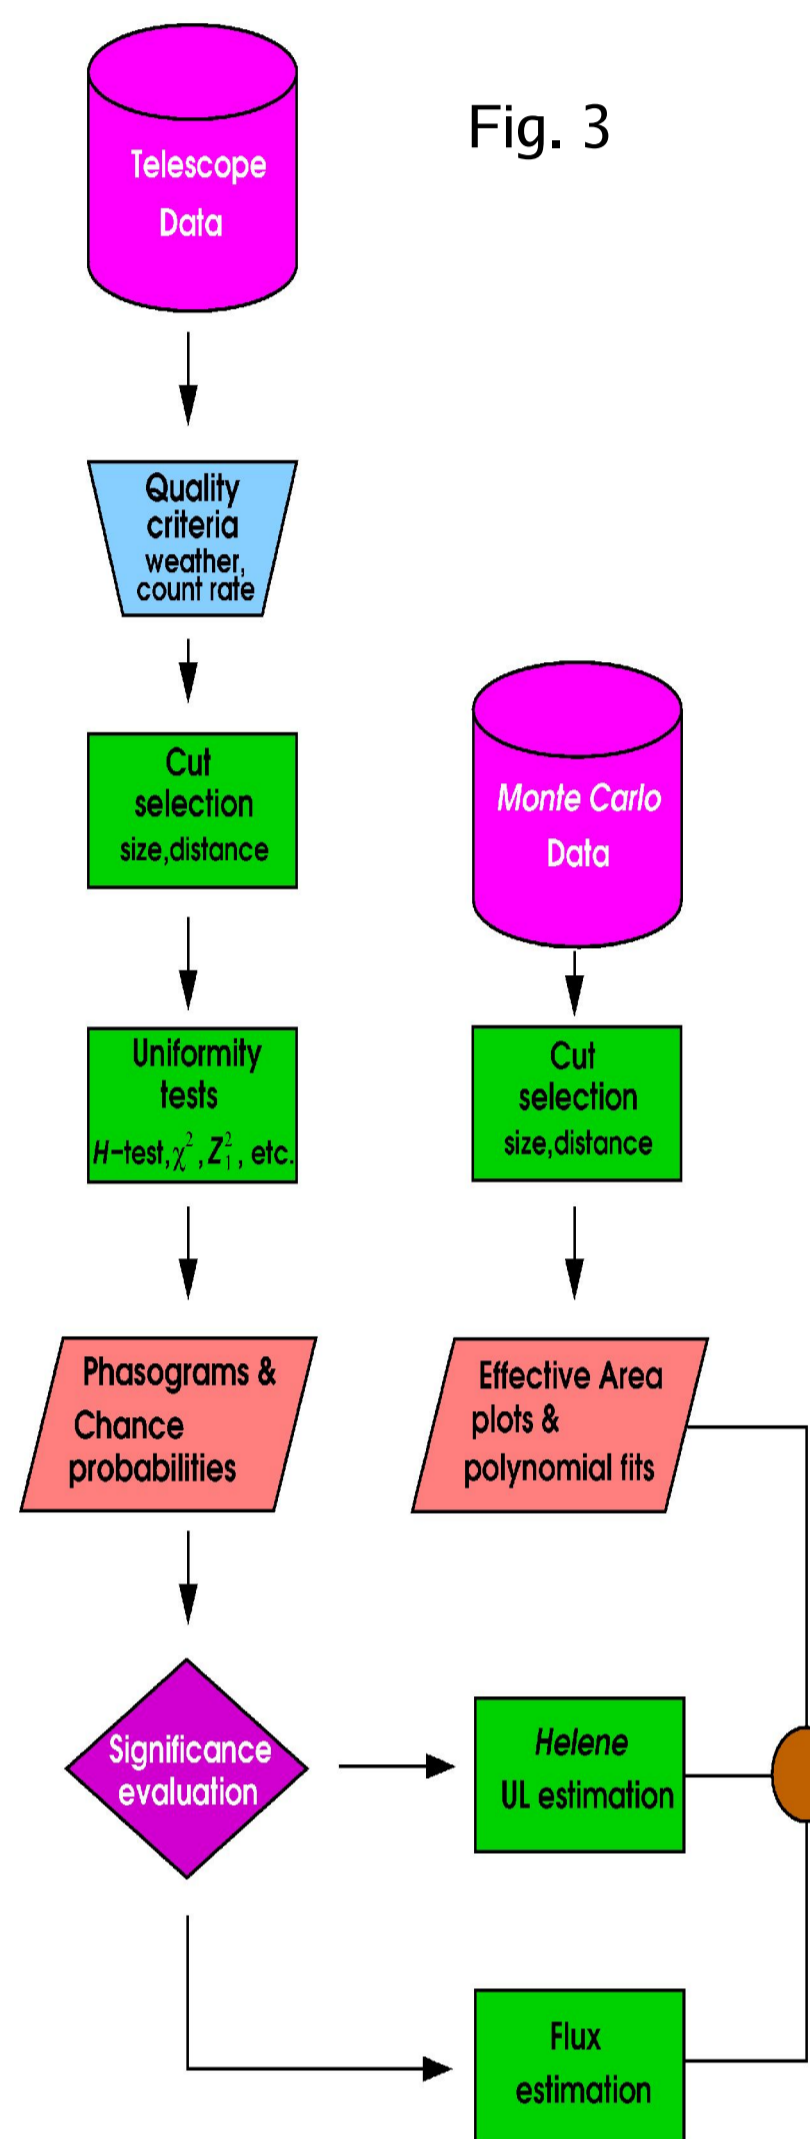 Fig. 3
Telescope
Data
Quality
criteria
weather,
count rate
Cut
selection
size,distance
Uniformity
tests
H-test,χ²,Z₁², etc.
Phasograms &
Chance
probabilities
Significance
evaluation
Monte Carlo
Data
Cut
selection
size,distance
Effective Area
plots &
polynomial fits
Helene
UL estimation
Flux
estimation